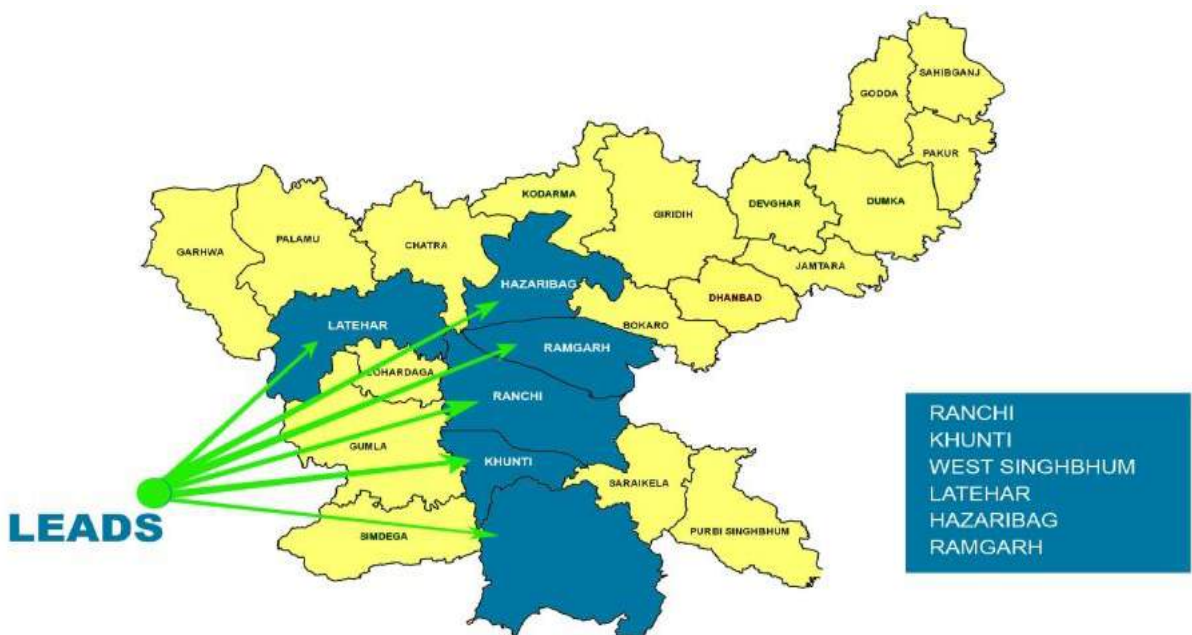 SAHIBGANJ
GODDA
PAKUR
KODARMA
DEVGHAR
DUMKA
GIRIDIH
PALAMU
GARHWA
CHATRA
JAMTARA
HAZARIBAG
DHANBAD
LATEHAR
BOKARO
RAMGARH
LOHARDAGA
RANCHI
GUMLA
KHUNTI
SARAIKELA
LEADS
SIMDEGA
PURBI SINGHBHUM
RANCHI
KHUNTI
WEST SINGHBHUM
LATEHAR
HAZARIBAG
RAMGARH